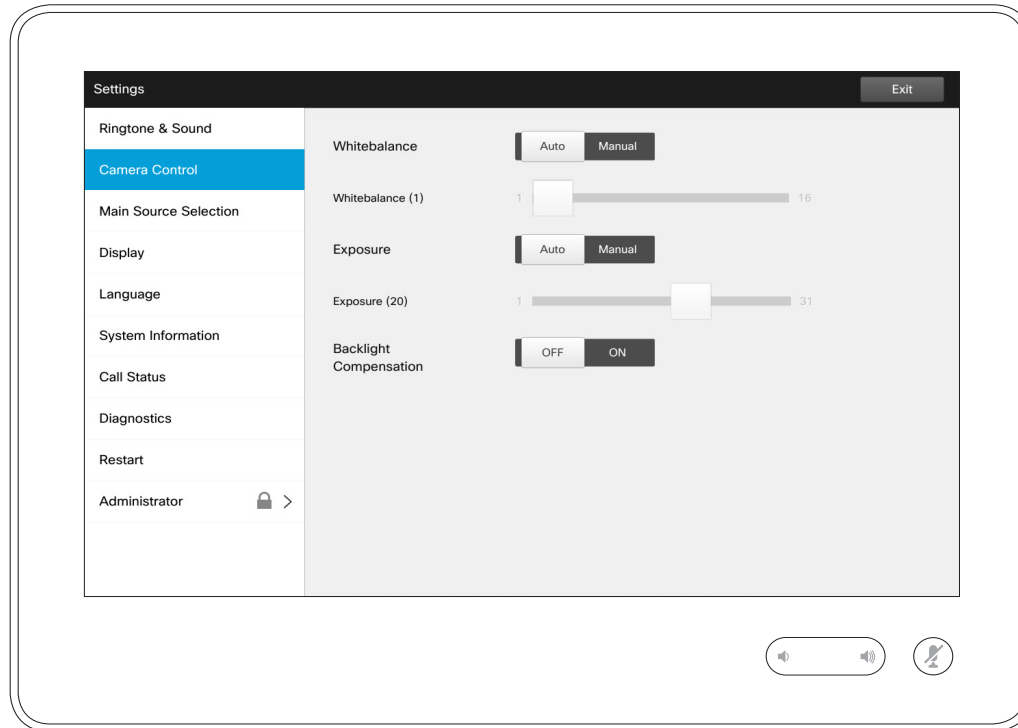 Settings
Exit
Ringtone & Sound
Camera Control
Main Source Selection
Display
Language
System Information
Call Status
Diagnostics
Restart
Administrator
Whitebalance
Auto Manual
Whitebalance (1)
1 16
Exposure
Auto Manual
Exposure (20)
1 31
Backlight
Compensation
OFF ON